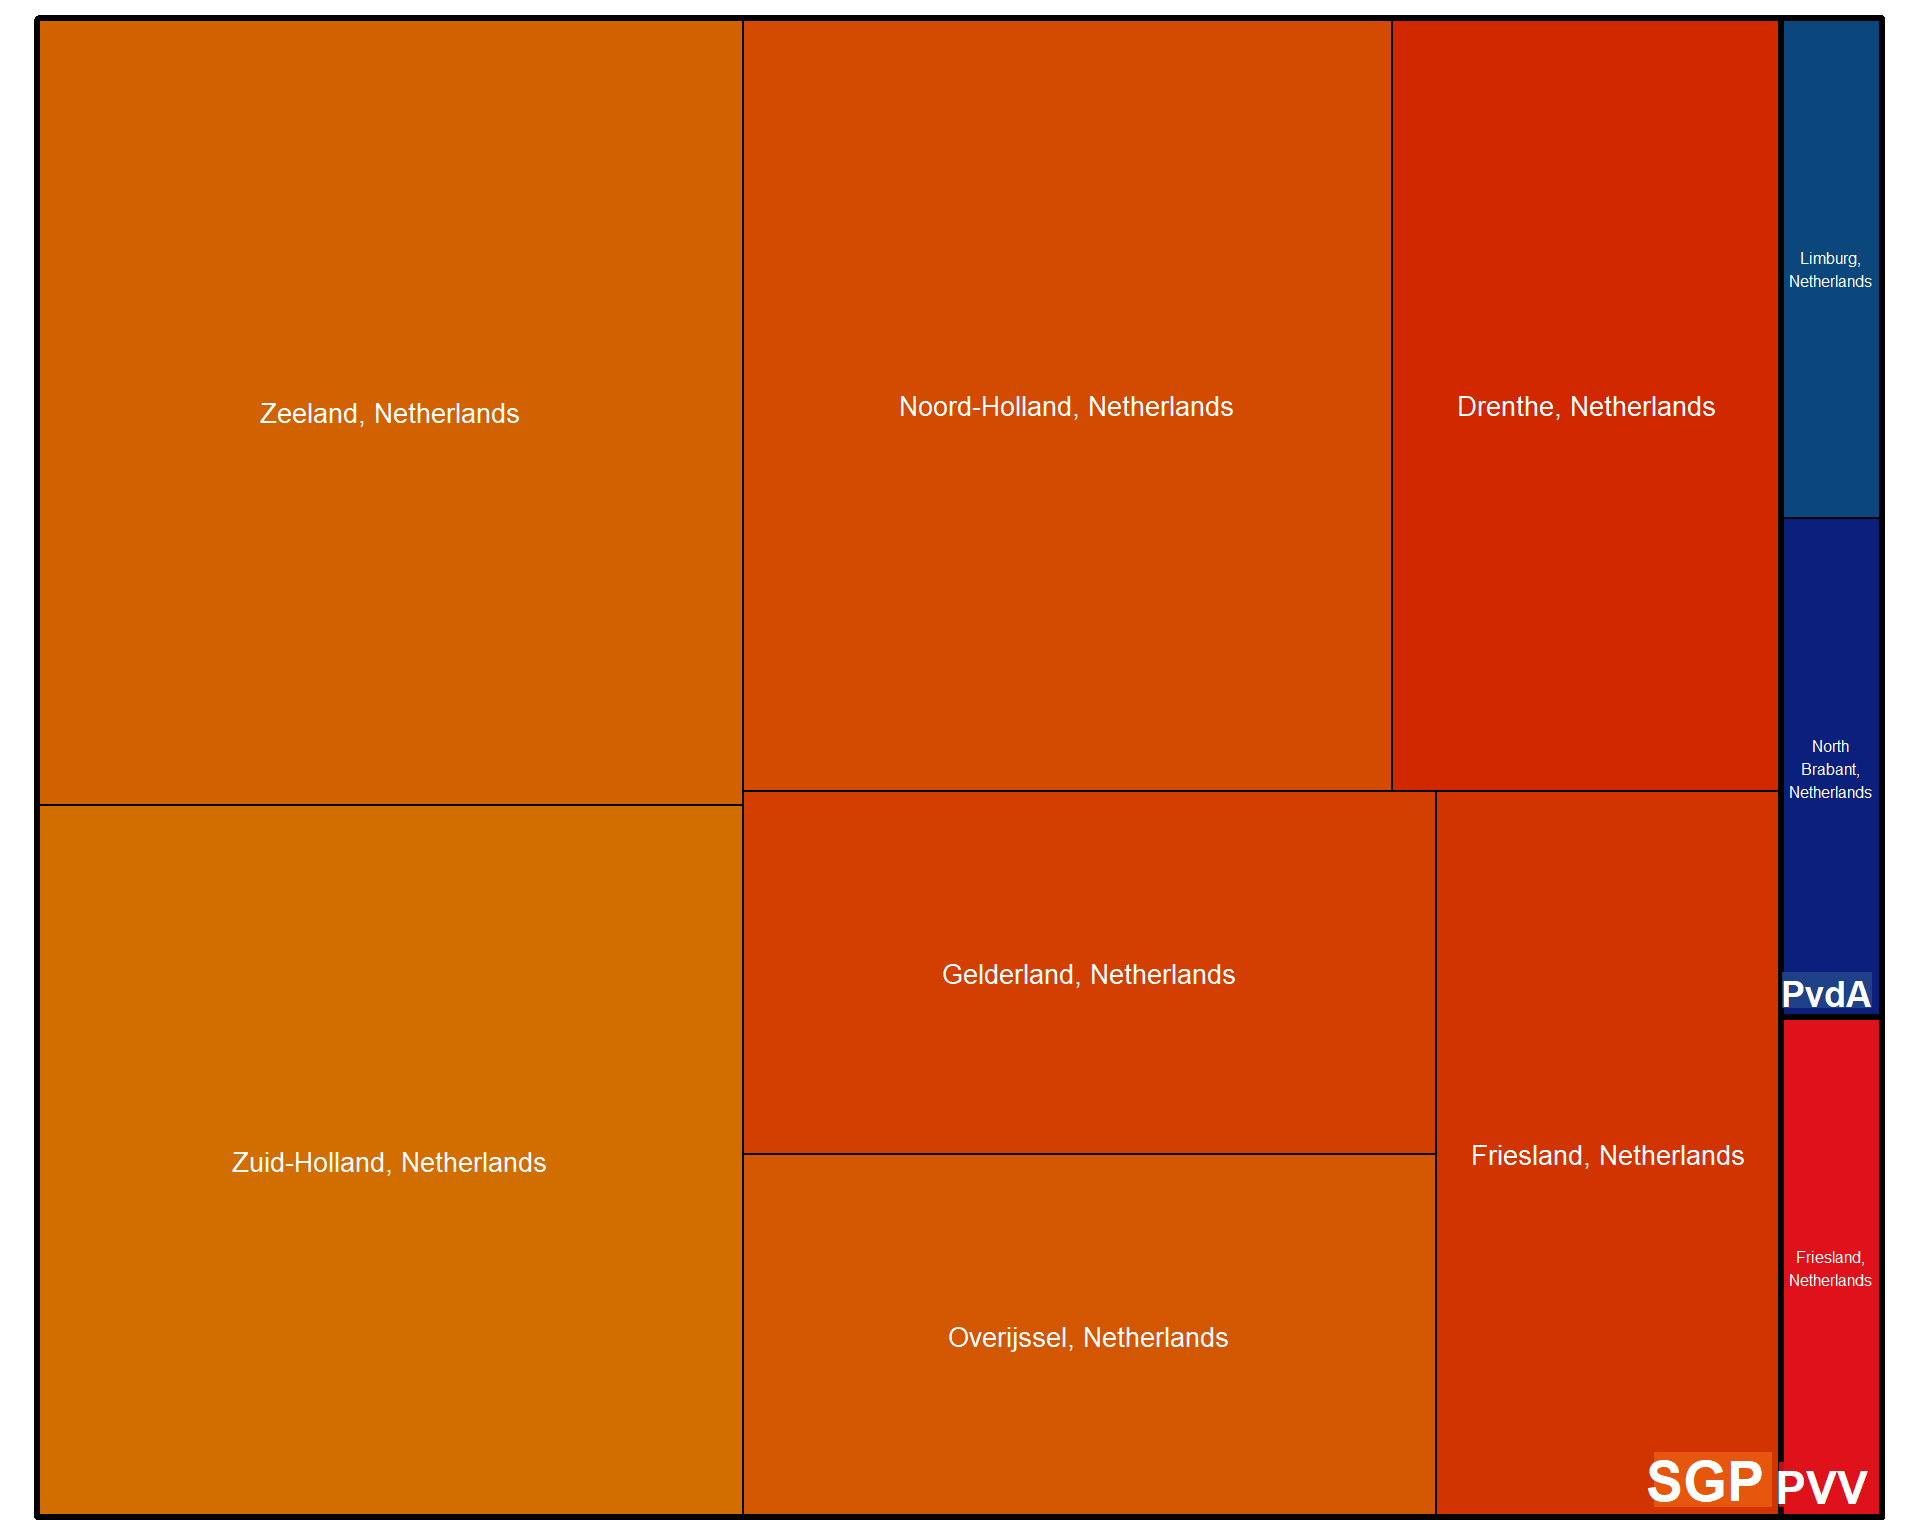 Zeeland, Netherlands
Noord-Holland, Netherlands
Drenthe, Netherlands
Zuid-Holland, Netherlands
Gelderland, Netherlands
Overijssel, Netherlands
Friesland, Netherlands
SGP
Limburg,
Netherlands
North
Brabant,
Netherlands
PvdA
Friesland,
Netherlands
PVV